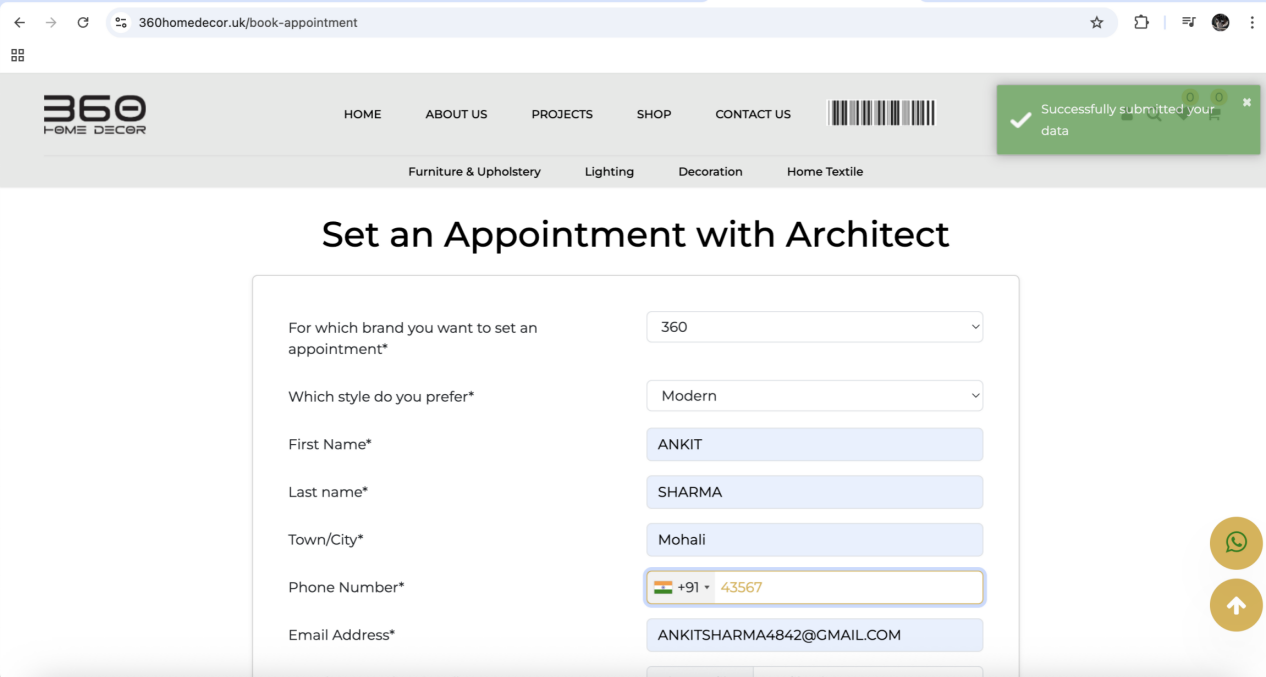 360homedecor.uk/book-appointment
360
HOME DECOR
HOME
ABOUT US
PROJECTS
SHOP
CONTACT US
0
0
Successfully submitted your
data
Furniture & Upholstery
Lighting
Decoration
Home Textile
Set an Appointment with Architect
For which brand you want to set an
appointment*
360
Which style do you prefer*
Modern
First Name*
ANKIT
Last name*
SHARMA
Town/City*
Mohali
Phone Number*
+91
43567
Email Address*
ANKITSHARMA4842@GMAIL.COM